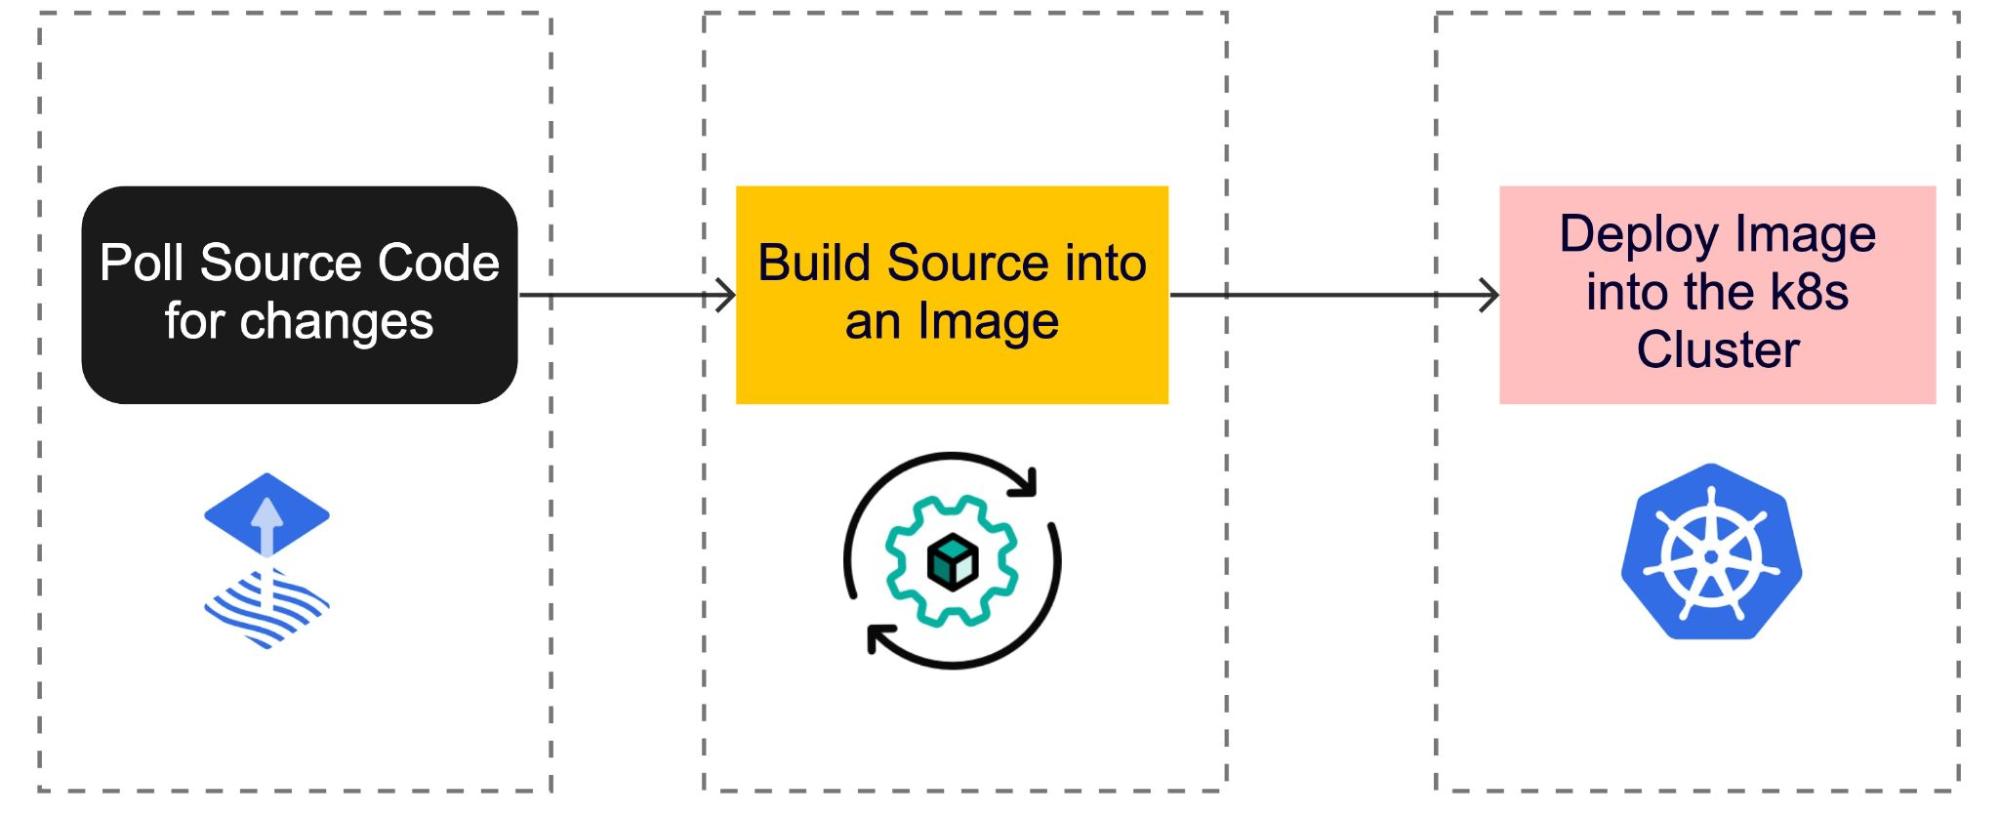 Poll Source Code
for changes
Build Source into
an Image
Deploy Image
into the k8s
Cluster